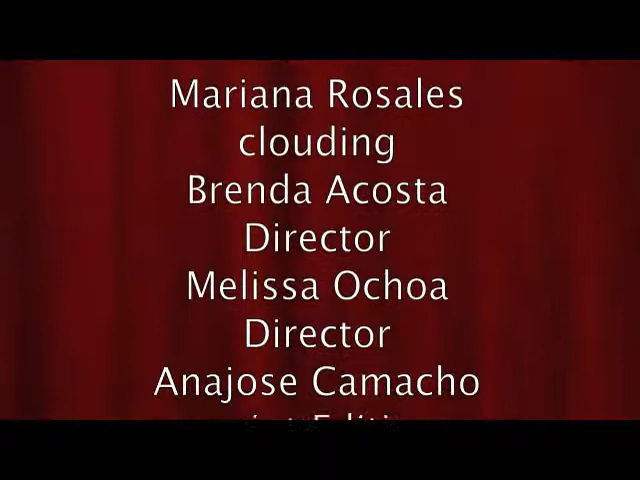 Mariana Rosales
clouding
Brenda Acosta
Director
Melissa Ochoa
Director
Anajose Camacho